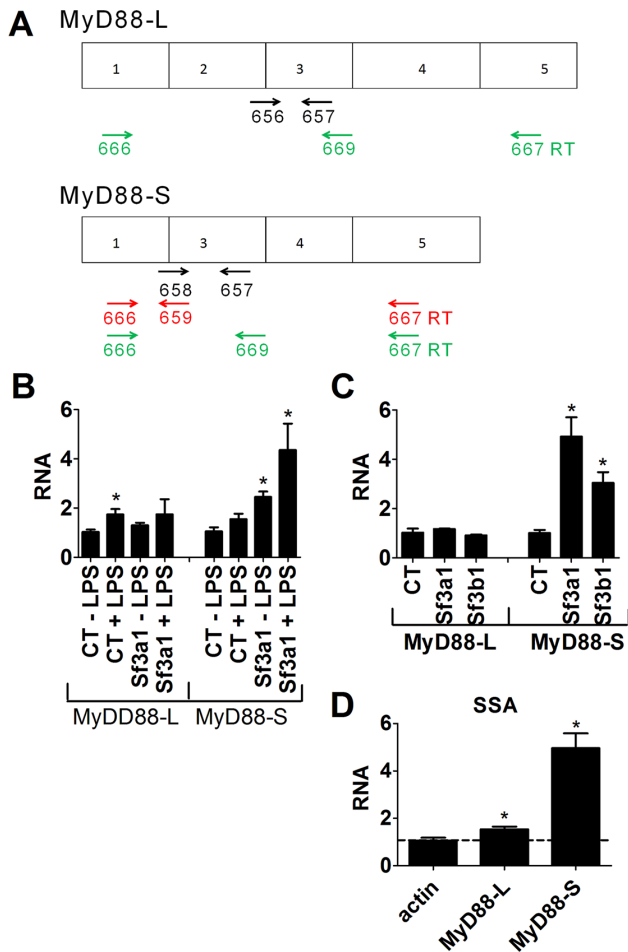 A
MyD88-L
1 2 3 4 5
656 657
666 669 667 RT
MyD88-S
1 3 4 5
658 657
666 659 667 RT
666 669 667 RT
B
RNA
6
4
2
0
* * *
CT - LPS
CT + LPS
Sf3a1 - LPS
Sf3a1 + LPS
CT - LPS
CT + LPS
Sf3a1 - LPS
Sf3a1 + LPS
MyDD88-L MyD88-S
C
RNA
6
4
2
0
* *
CT
Sf3a1
Sf3b1
CT
Sf3a1
Sf3b1
MyD88-L MyD88-S
D
SSA
RNA
6
4
2
0
* *
actin
MyD88-L
MyD88-S